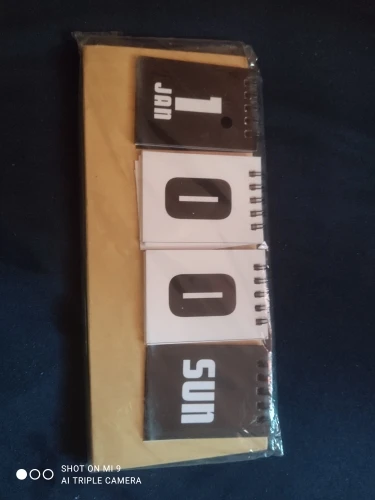 1
JAN
0
0
SUN
SHOT ON MI 9
AI TRIPLE CAMERA